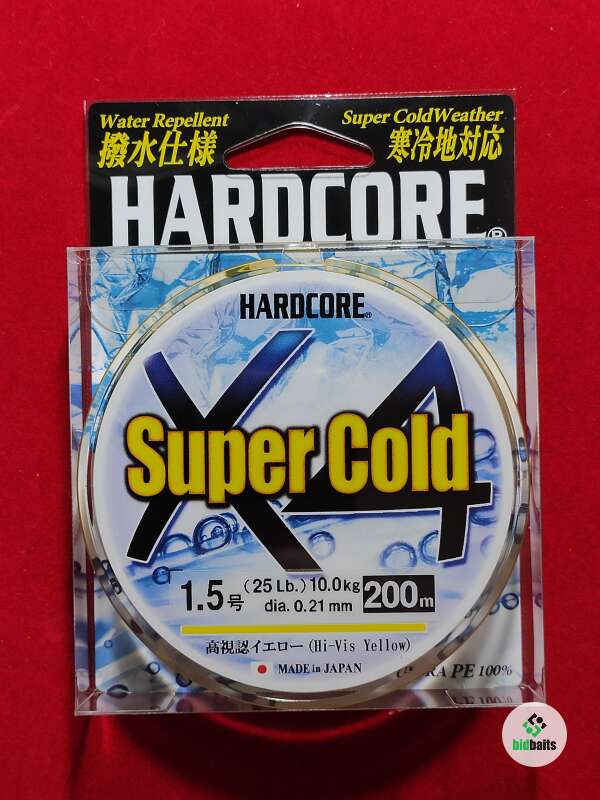 Water Repellent
撥水仕様
Super ColdWeather
寒冷地対応
HARDCORE®
HARDCORE®
X4
Super Cold
1.5号 (25 Lb.) 10.0kg
dia. 0.21mm
200m
高視認イエロー (Hi-Vis Yellow)
MADE in JAPAN
PE 100%
bidbaits